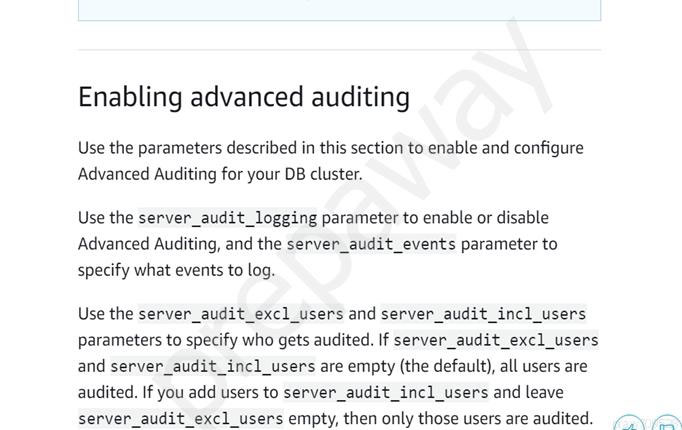 Enabling advanced auditing
Use the parameters described in this section to enable and configure
Advanced Auditing for your DB cluster.
Use the server_audit_logging parameter to enable or disable
Advanced Auditing, and the server_audit_events parameter to
specify what events to log.
Use the server_audit_excl_users and server_audit_incl_users
parameters to specify who gets audited. If server_audit_excl_users
and server_audit_incl_users are empty (the default), all users are
audited. If you add users to server_audit_incl_users and leave
server_audit_excl_users empty, then only those users are audited.
prepaway